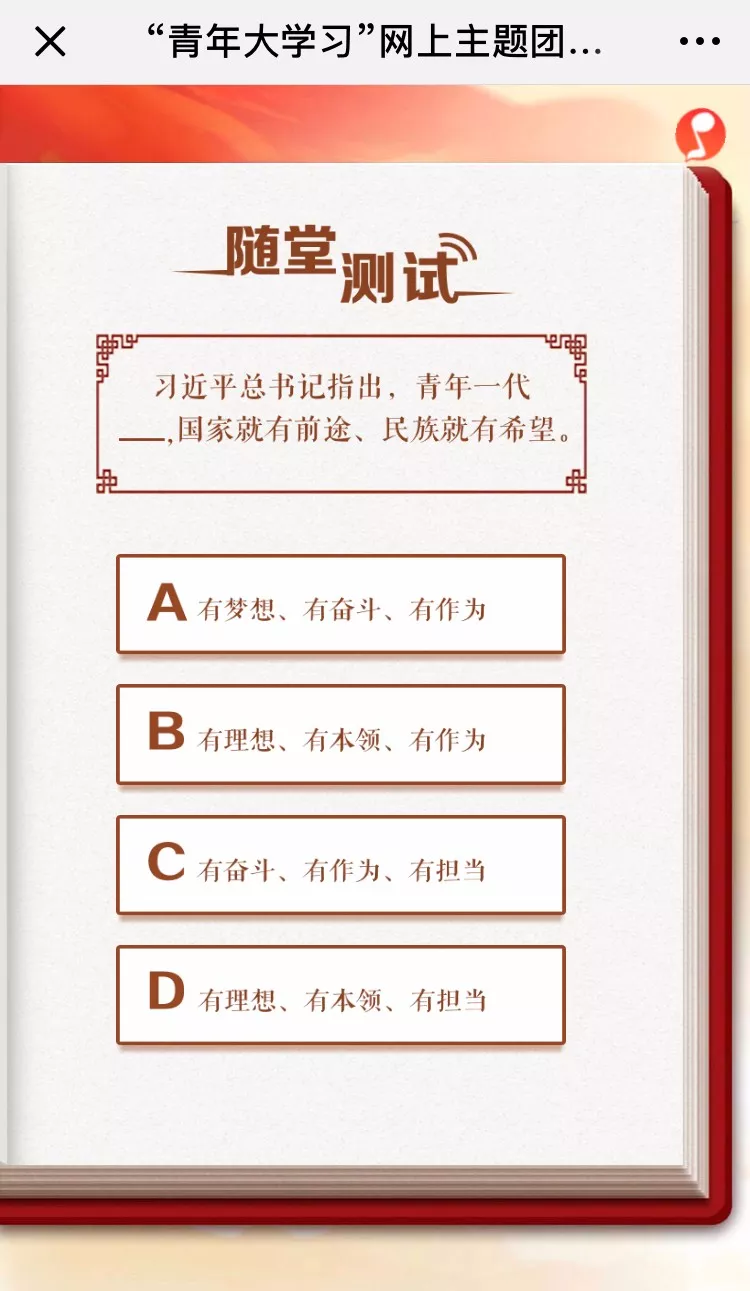 “青年大学习”网上主题团...
随堂
测试
习近平总书记指出，青年一代
___,国家就有前途、民族就有希望。
A 有梦想、有奋斗、有作为
B 有理想、有本领、有作为
C 有奋斗、有作为、有担当
D 有理想、有本领、有担当